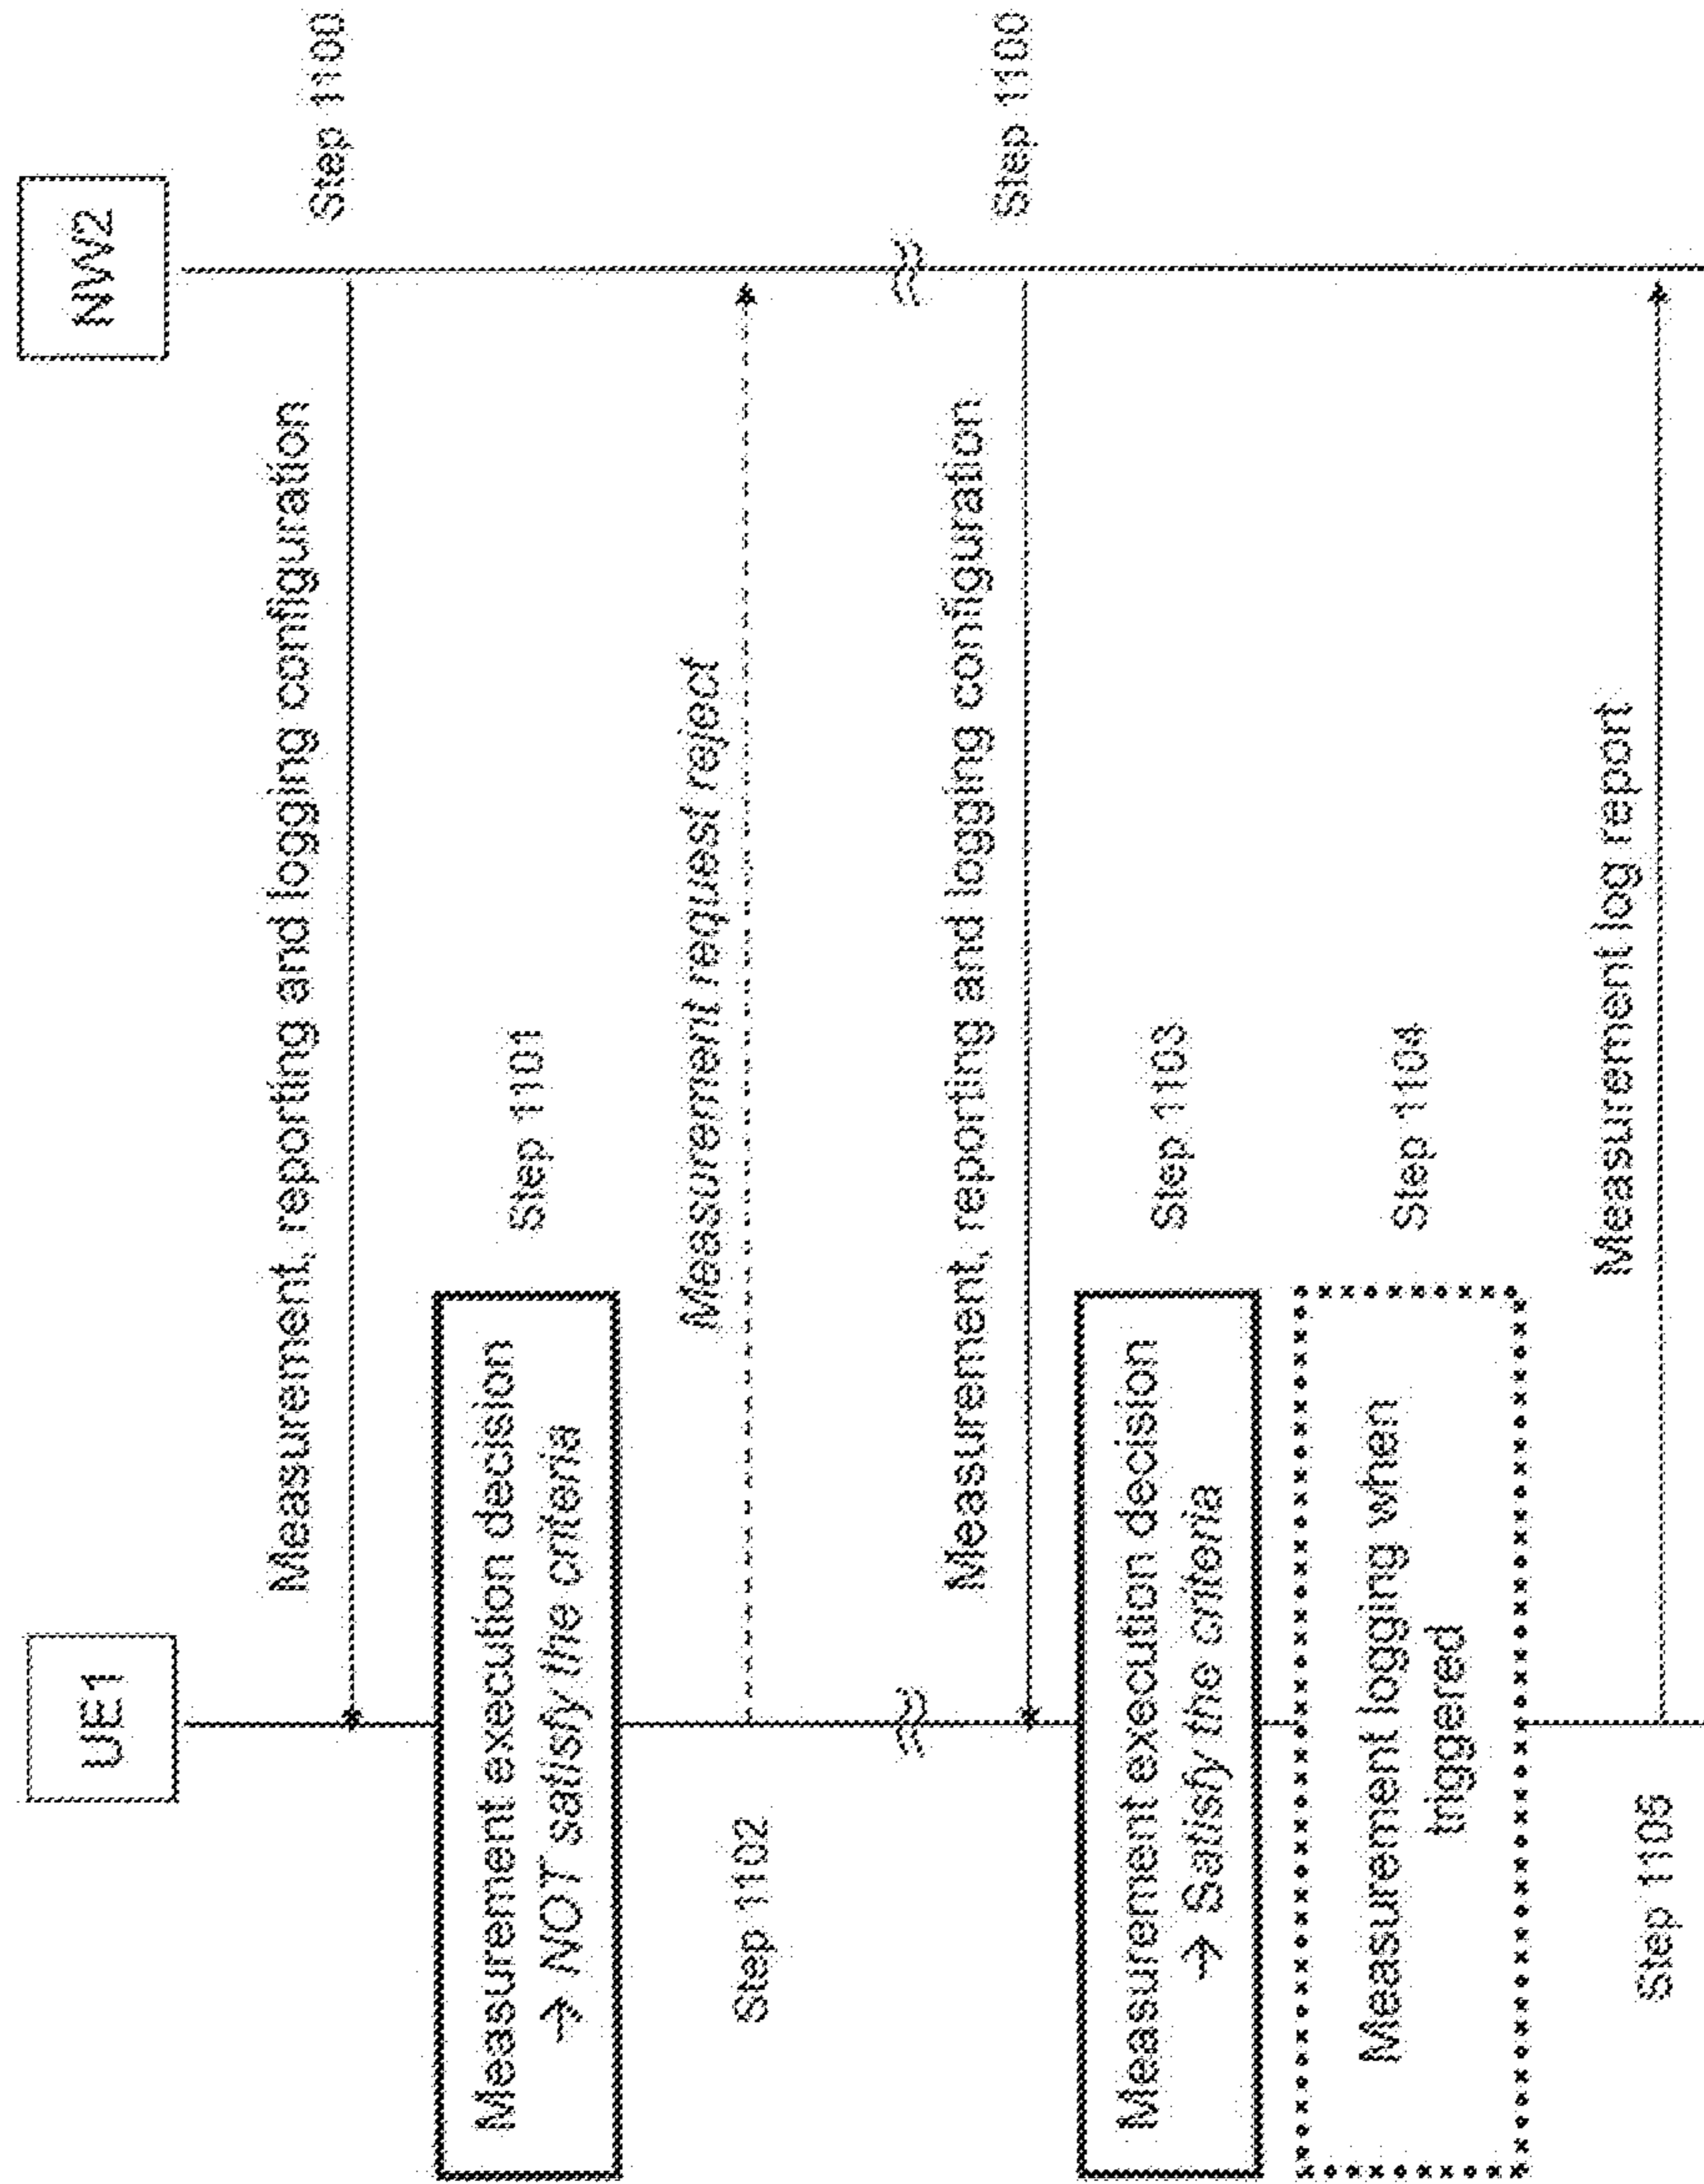 UE1
NW2
Measurement, reporting and logging configuration
Step 1100
Measurement execution decision
→ NOT satisfy the criteria
Step 1101
Measurement request reject
Step 1102
Measurement, reporting and logging configuration
Step 1100
Measurement execution decision
→ Satisfy the criteria
Step 1103
Measurement logging when
triggered
Step 1104
Measurement log report
Step 1105